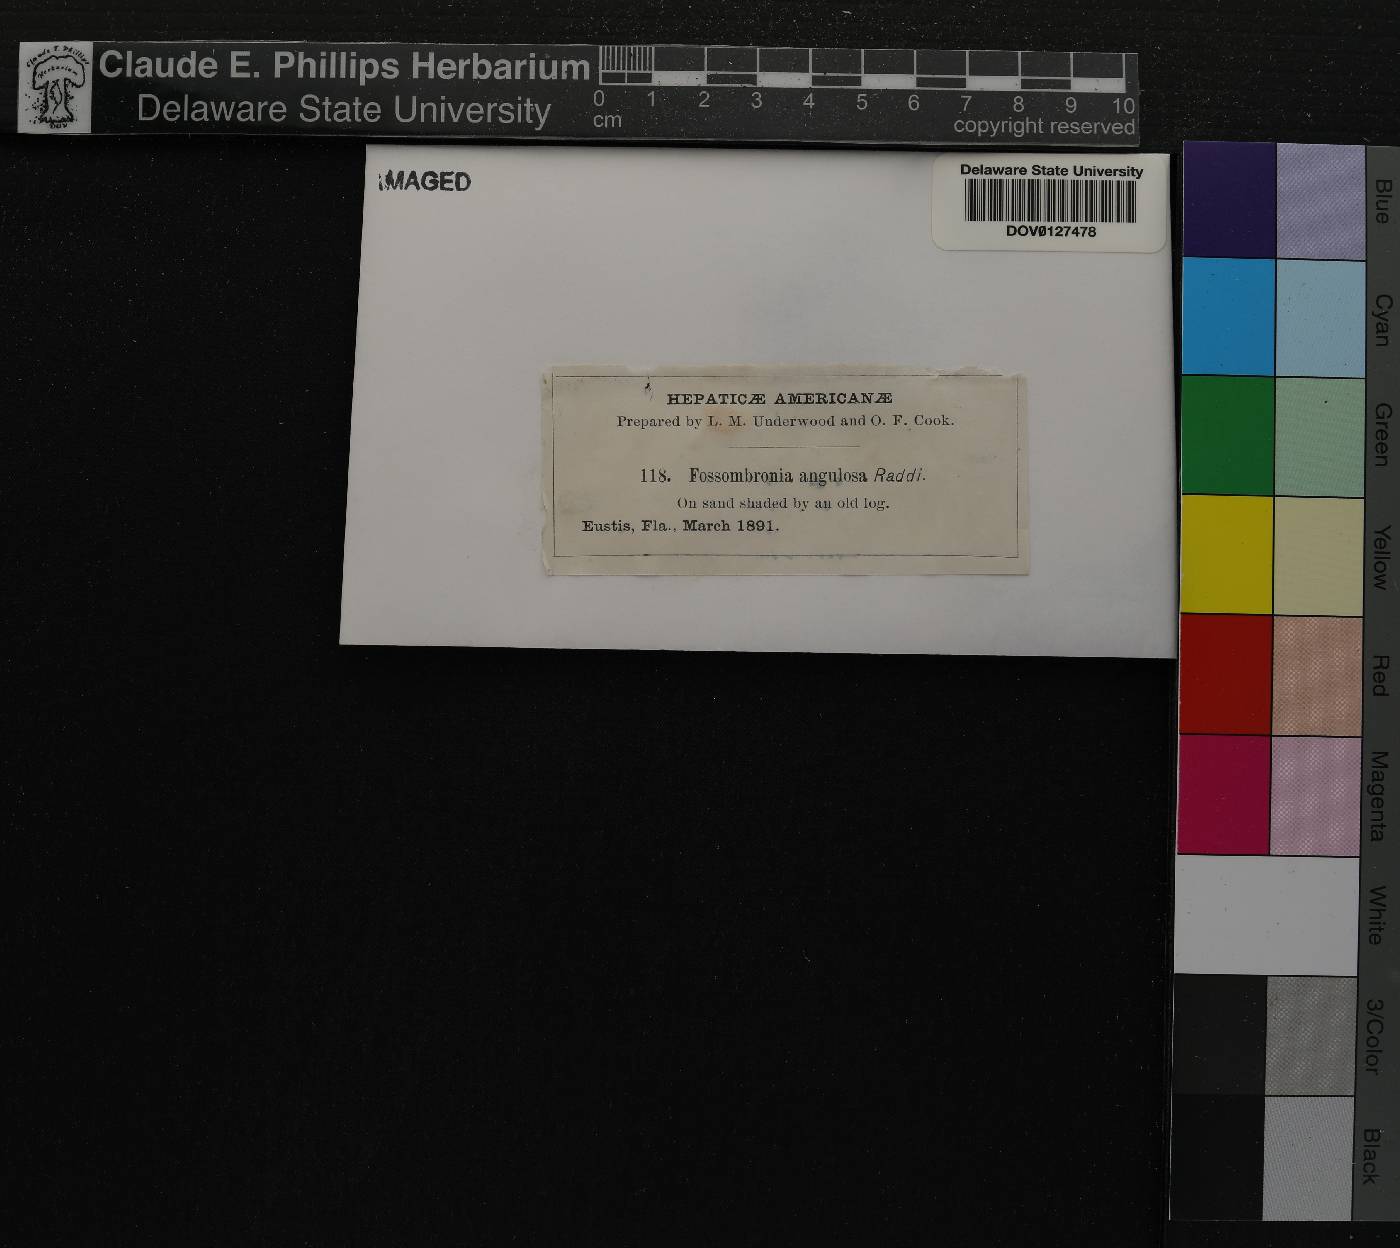 Claude E. Phillips Herbarium
Delaware State University
0 1 2 3 4 5 6 7 8 9 10
cm
copyright reserved
IMAGED
Delaware State University
DOV0127478
HEPATICÆ AMERICANÆ
Prepared by L. M. Underwood and O. F. Cook.
118. Fossombronia angulosa Raddi.
On sand shaded by an old log.
Eustis, Fla., March 1891.
Blue
Cyan
Green
Yellow
Red
Magenta
White
3/Color
Black